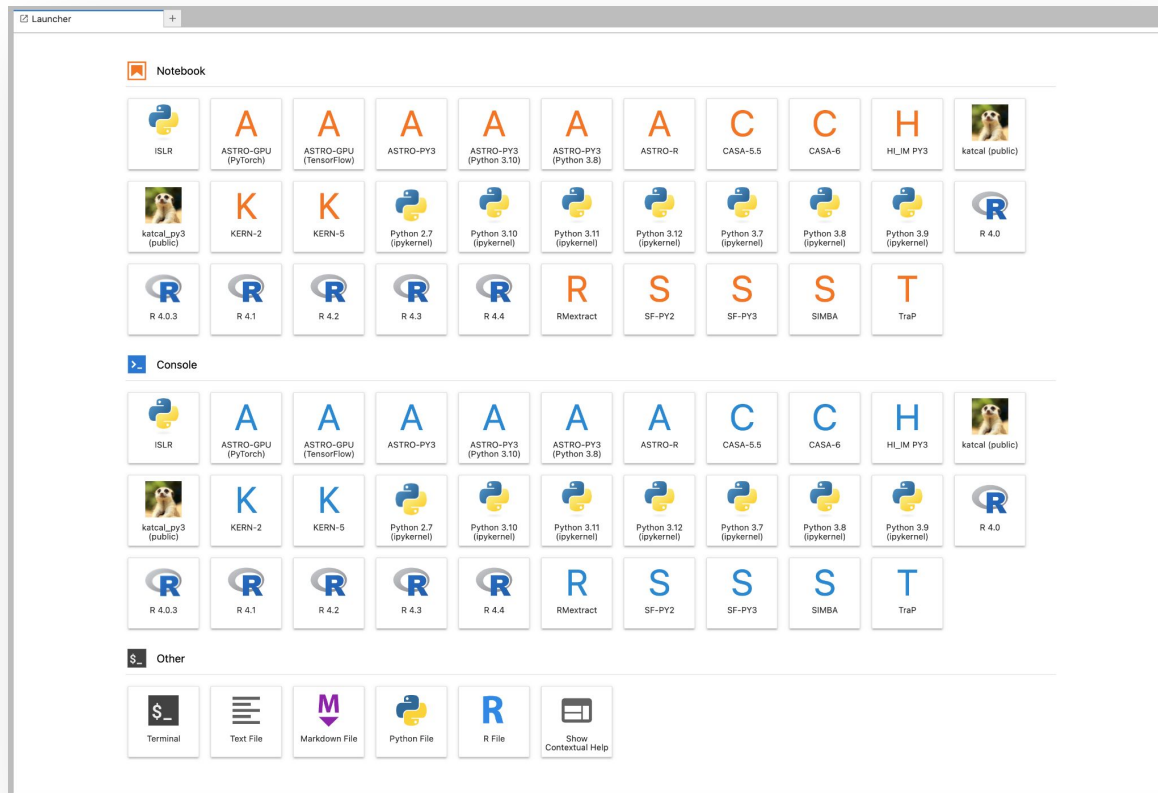 Launcher
+
Notebook
ISLR
A
ASTRO-GPU
(PyTorch)
A
ASTRO-GPU
(TensorFlow)
A
ASTRO-PY3
A
ASTRO-PY3
(Python 3.10)
A
ASTRO-PY3
(Python 3.8)
A
ASTRO-R
C
CASA-5.5
C
CASA-6
H
HI_IM PY3
katcal (public)
katcal_py3
(public)
K
KERN-2
K
KERN-5
Python 2.7
(ipykernel)
Python 3.10
(ipykernel)
Python 3.11
(ipykernel)
Python 3.12
(ipykernel)
Python 3.7
(ipykernel)
Python 3.8
(ipykernel)
Python 3.9
(ipykernel)
R
R 4.0
R
R 4.0.3
R
R 4.1
R
R 4.2
R
R 4.3
R
R 4.4
R
RMextract
S
SF-PY2
S
SF-PY3
S
SIMBA
T
TraP
>_ Console
ISLR
A
ASTRO-GPU
(PyTorch)
A
ASTRO-GPU
(TensorFlow)
A
ASTRO-PY3
A
ASTRO-PY3
(Python 3.10)
A
ASTRO-PY3
(Python 3.8)
A
ASTRO-R
C
CASA-5.5
C
CASA-6
H
HI_IM PY3
katcal (public)
katcal_py3
(public)
K
KERN-2
K
KERN-5
Python 2.7
(ipykernel)
Python 3.10
(ipykernel)
Python 3.11
(ipykernel)
Python 3.12
(ipykernel)
Python 3.7
(ipykernel)
Python 3.8
(ipykernel)
Python 3.9
(ipykernel)
R
R 4.0
R
R 4.0.3
R
R 4.1
R
R 4.2
R
R 4.3
R
R 4.4
R
RMextract
S
SF-PY2
S
SF-PY3
S
SIMBA
T
TraP
$_ Other
$_
Terminal
Text File
M
Markdown File
Python File
R
R File
Show
Contextual Help